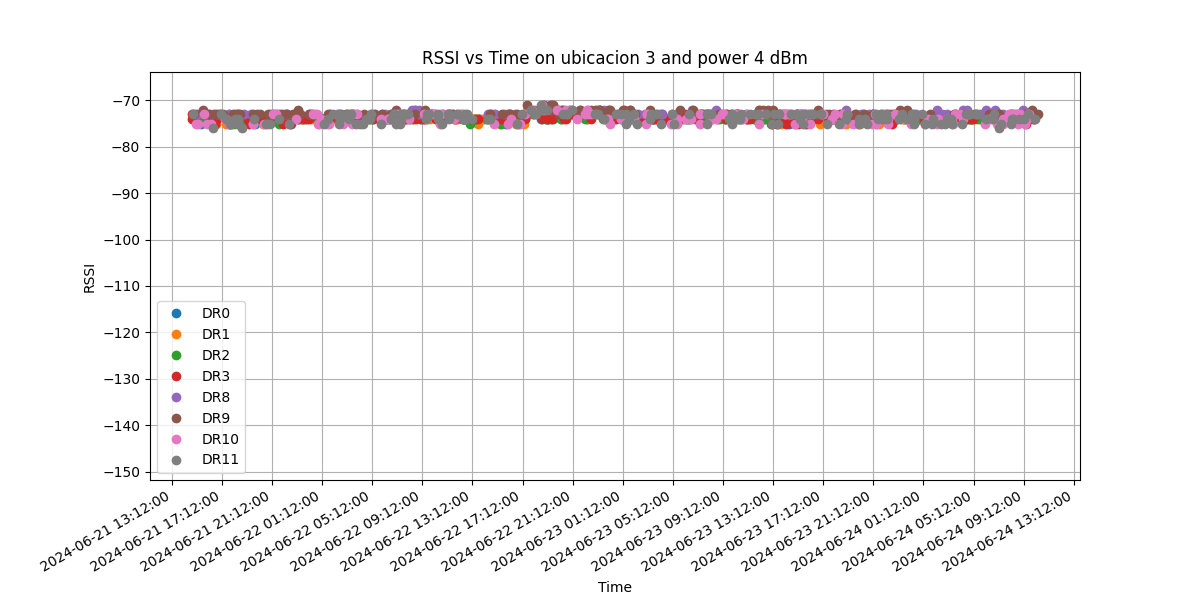 RSSI vs Time on ubicacion 3 and power 4 dBm
RSSI
−70
−80
−90
−100
−110
−120
−130
−140
−150
DR0
DR1
DR2
DR3
DR8
DR9
DR10
DR11
2024-06-21 13:12:00
2024-06-21 17:12:00
2024-06-21 21:12:00
2024-06-22 01:12:00
2024-06-22 05:12:00
2024-06-22 09:12:00
2024-06-22 13:12:00
2024-06-22 17:12:00
2024-06-22 21:12:00
2024-06-23 01:12:00
2024-06-23 05:12:00
2024-06-23 09:12:00
2024-06-23 13:12:00
2024-06-23 17:12:00
2024-06-23 21:12:00
2024-06-24 01:12:00
2024-06-24 05:12:00
2024-06-24 09:12:00
2024-06-24 13:12:00
Time